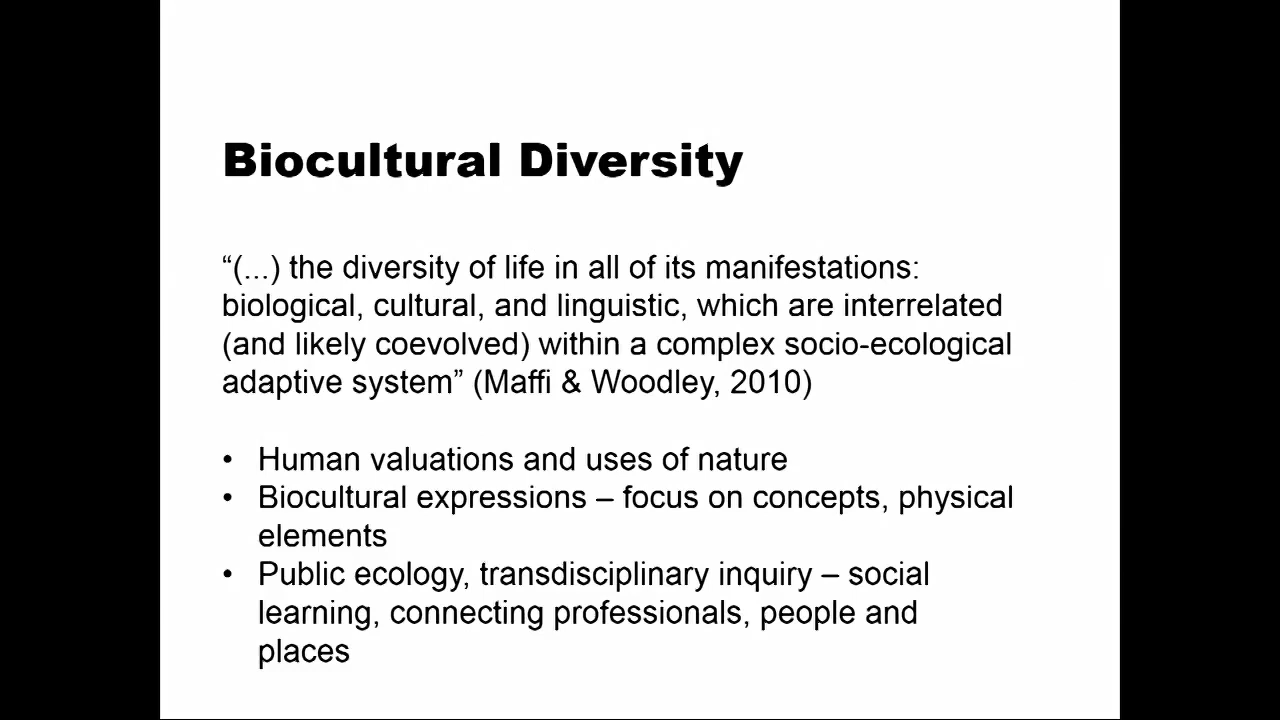 Biocultural Diversity
“(...) the diversity of life in all of its manifestations:
biological, cultural, and linguistic, which are interrelated
(and likely coevolved) within a complex socio-ecological
adaptive system” (Maffi & Woodley, 2010)
• Human valuations and uses of nature
• Biocultural expressions – focus on concepts, physical
elements
• Public ecology, transdisciplinary inquiry – social
learning, connecting professionals, people and
places